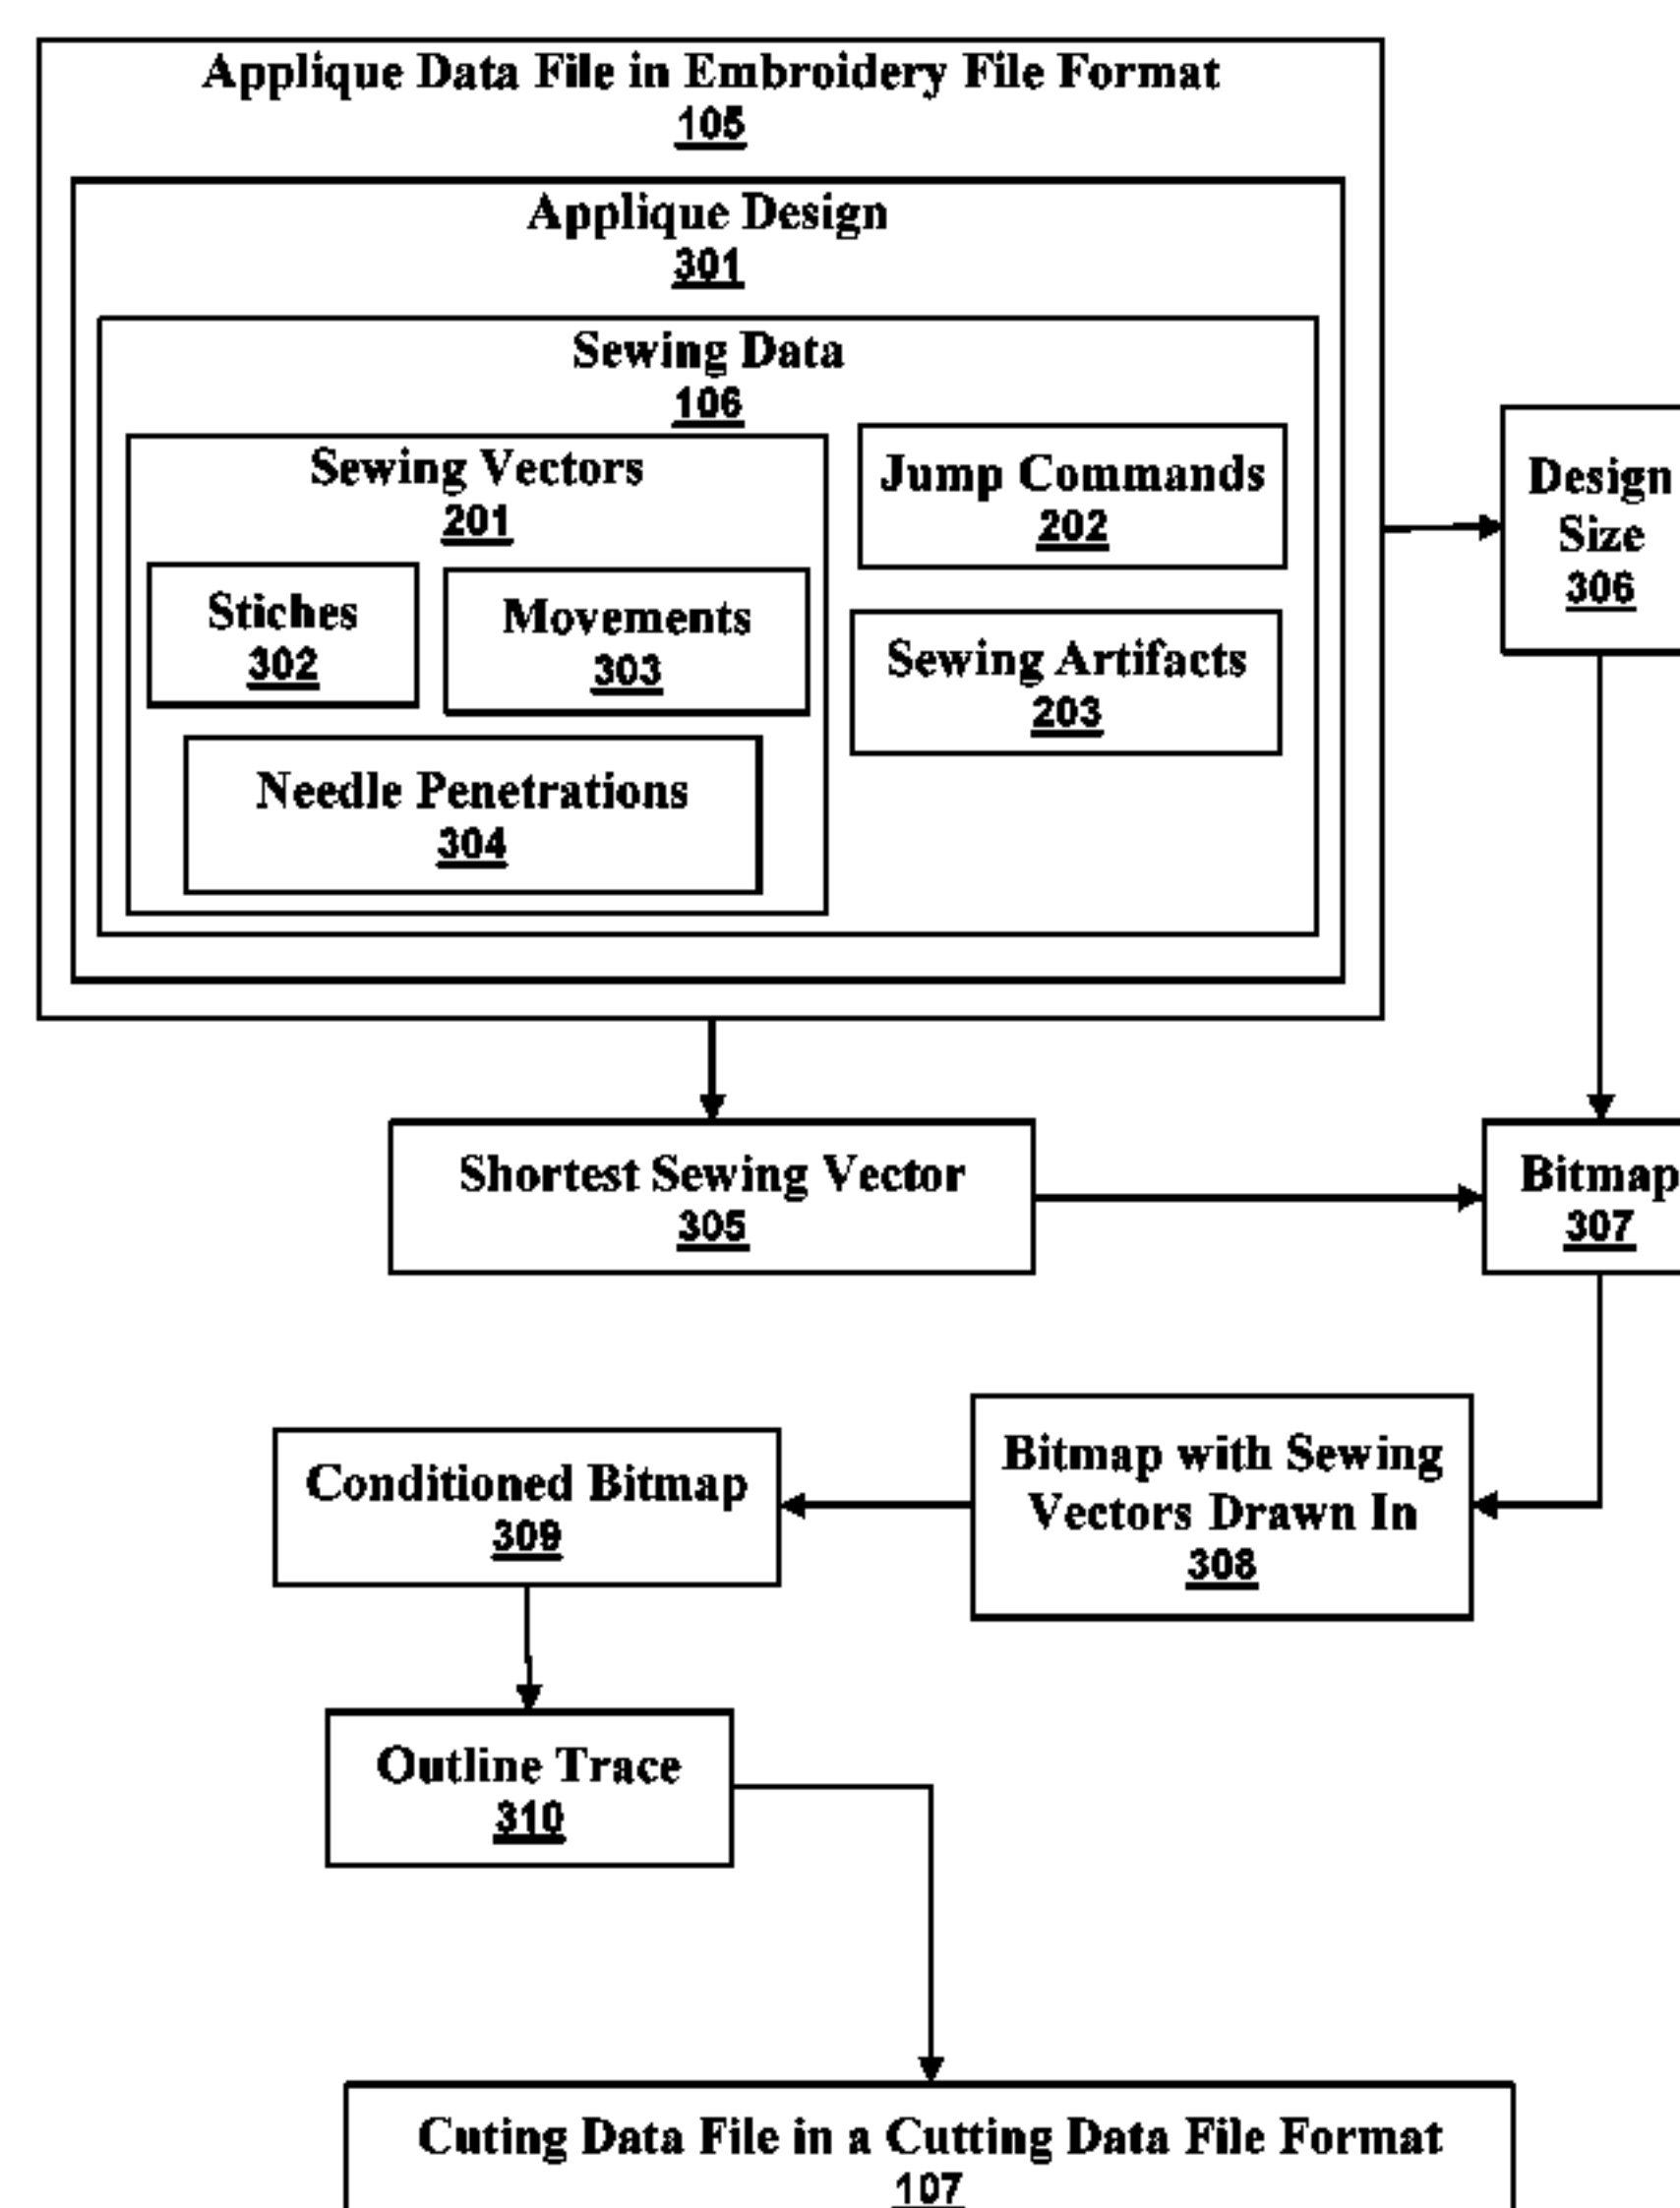 Applique Data File in Embroidery File Format
105
Applique Design
301
Sewing Data
106
Sewing Vectors
201
Jump Commands
202
Stiches
302
Movements
303
Sewing Artifacts
203
Needle Penetrations
304
Design
Size
306
Shortest Sewing Vector
305
Bitmap
307
Bitmap with Sewing
Vectors Drawn In
308
Conditioned Bitmap
309
Outline Trace
310
Cuting Data File in a Cutting Data File Format
107